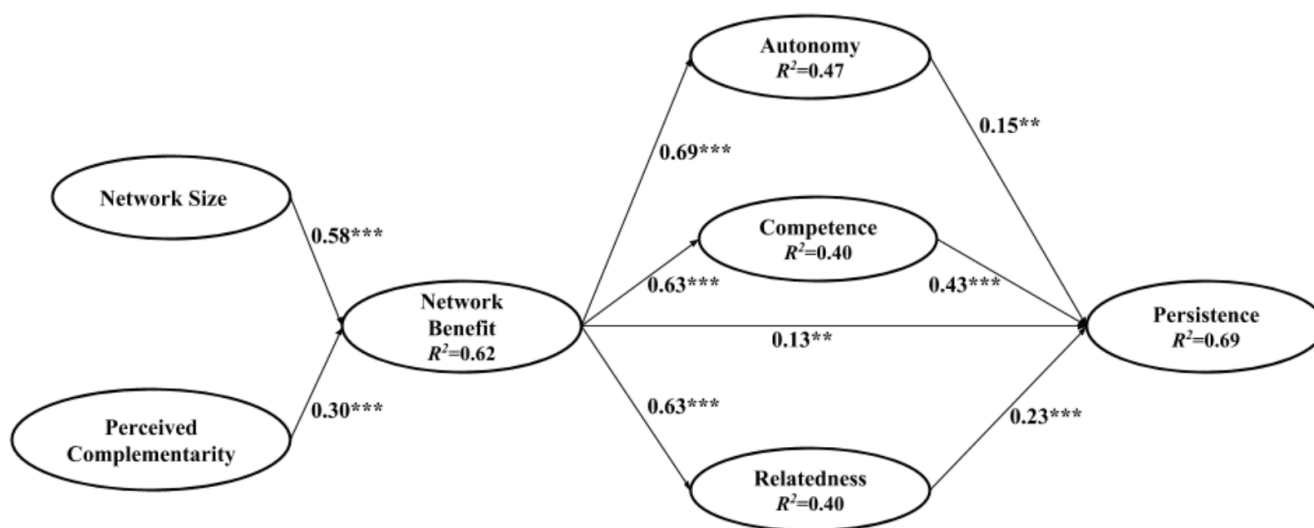 Autonomy
R²=0.47
0.15**
0.69***
Network Size
0.58***
Competence
R²=0.40
0.63***
0.43***
Network
Benefit
R²=0.62
0.13**
Persistence
R²=0.69
0.30***
0.63***
0.23***
Perceived
Complementarity
Relatedness
R²=0.40